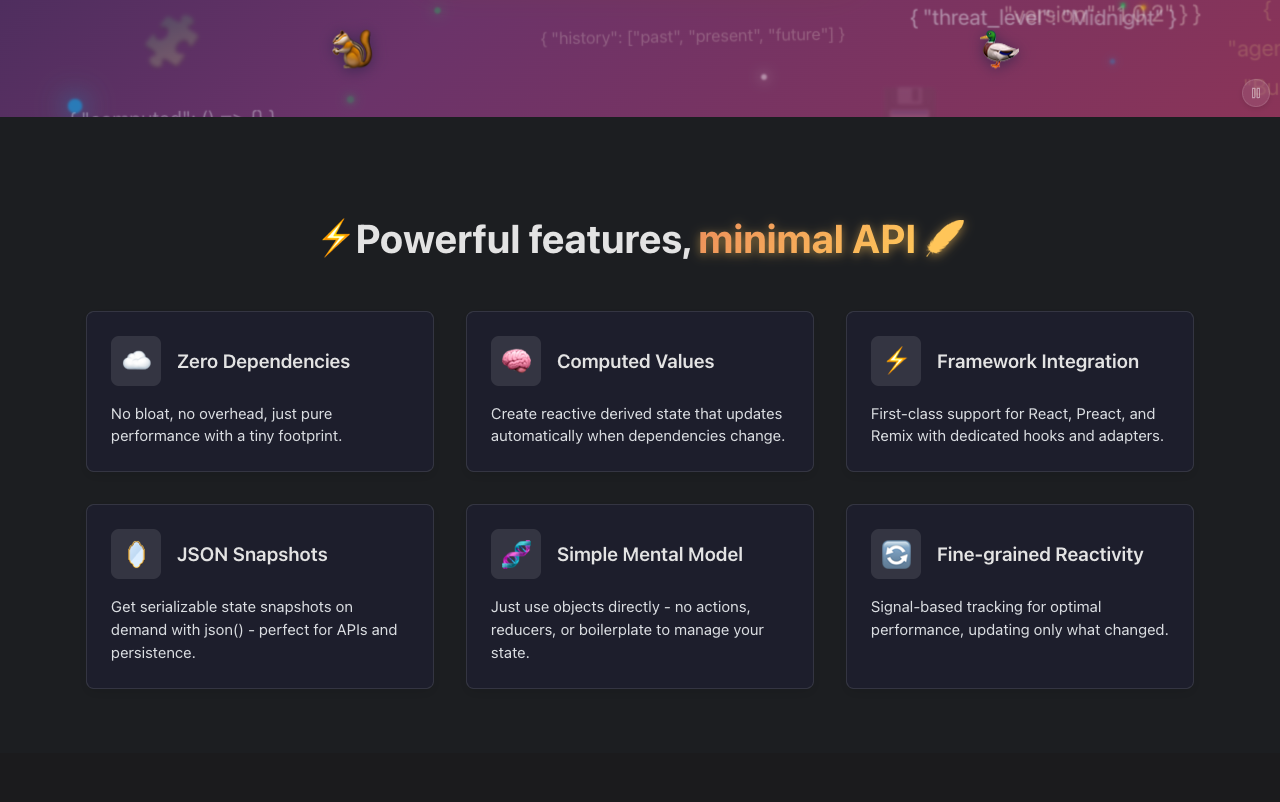 { "threat_level": "Midnight" }
"version": "1.0.2" } }
{ "history": ["past", "present", "future"] }
{ "computed": () => {} }
⚡Powerful features, minimal API 🪶
Zero Dependencies
No bloat, no overhead, just pure
performance with a tiny footprint.
Computed Values
Create reactive derived state that updates
automatically when dependencies change.
Framework Integration
First-class support for React, Preact, and
Remix with dedicated hooks and adapters.
JSON Snapshots
Get serializable state snapshots on
demand with json() - perfect for APIs and
persistence.
Simple Mental Model
Just use objects directly - no actions,
reducers, or boilerplate to manage your
state.
Fine-grained Reactivity
Signal-based tracking for optimal
performance, updating only what changed.